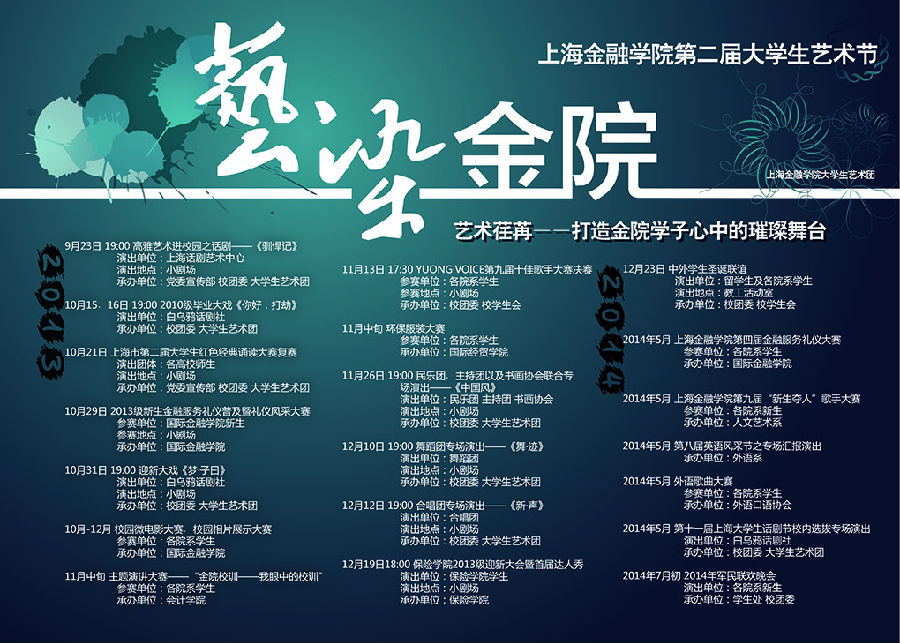 上海金融学院第二届大学生艺术节
藝染金院
上海金融学院大学生艺术团
艺术荏苒——打造金院学子心中的璀璨舞台
2013
9月23日 19:00 高雅艺术进校园之话剧——《驯悍记》
演出单位：上海话剧艺术中心
演出地点：小剧场
承办单位：党委宣传部 校团委 大学生艺术团
10月15、16日 19:00 2010级毕业大戏《你好，打劫》
演出单位：白乌鸦话剧社
承办单位：校团委 大学生艺术团
10月21日 上海市第二届大学生红色经典诵读大赛复赛
演出团体：各高校师生
演出地点：小剧场
承办单位：党委宣传部 校团委 大学生艺术团
10月29日 2013级新生金融服务礼仪普及暨礼仪风采大赛
参赛单位：国际金融学院新生
参赛地点：小剧场
承办单位：国际金融学院
10月31日 19:00 迎新大戏《梦·子日》
演出单位：白乌鸦话剧社
演出地点：小剧场
承办单位：校团委 大学生艺术团
10月-12月 校园微电影大赛、校园相片展示大赛
参赛单位：各院系学生
承办单位：国际金融学院
11月中旬 主题演讲大赛——“金院校训——我眼中的校训”
参赛单位：各院系学生
承办单位：会计学院
11月13日 17:30 YUONG VOICE第九届十佳歌手大赛决赛
参赛单位：各院系学生
参赛地点：小剧场
承办单位：校团委 校学生会
11月中旬 环保服装大赛
参赛单位：各院系学生
承办单位：国际经贸学院
11月26日 19:00 民乐团、主持团以及书画协会联合专
场演出——《中国风》
演出单位：民乐团 主持团 书画协会
演出地点：小剧场
承办单位：校团委 大学生艺术团
12月10日 19:00 舞蹈团专场演出——《舞·迹》
演出单位：舞蹈团
演出地点：小剧场
承办单位：校团委 大学生艺术团
12月12日 19:00 合唱团专场演出——《新·声》
演出单位：合唱团
演出地点：小剧场
承办单位：校团委 大学生艺术团
12月19日18:00 保险学院2013级迎新大会暨首届达人秀
演出单位：保险学院学生
演出地点：小剧场
承办单位：保险学院
2014
12月23日 中外学生圣诞联谊
演出单位：留学生及各院系学生
演出地点：教工活动室
承办单位：校团委 校学生会
2014年5月 上海金融学院第四届金融服务礼仪大赛
参赛单位：各院系学生
承办单位：国际金融学院
2014年5月 上海金融学院第九届“新生夺人”歌手大赛
参赛单位：各院系新生
承办单位：人文艺术系
2014年5月 第八届英语风采节之专场汇报演出
承办单位：外语系
2014年5月 外语歌曲大赛
参赛单位：各院系学生
承办单位：外语口语协会
2014年5月 第十一届上海大学生话剧节校内选拔专场演出
演出单位：白乌鸦话剧社
承办单位：校团委 大学生艺术团
2014年7月初 2014年军民联欢晚会
演出单位：各院系新生
承办单位：学生处 校团委